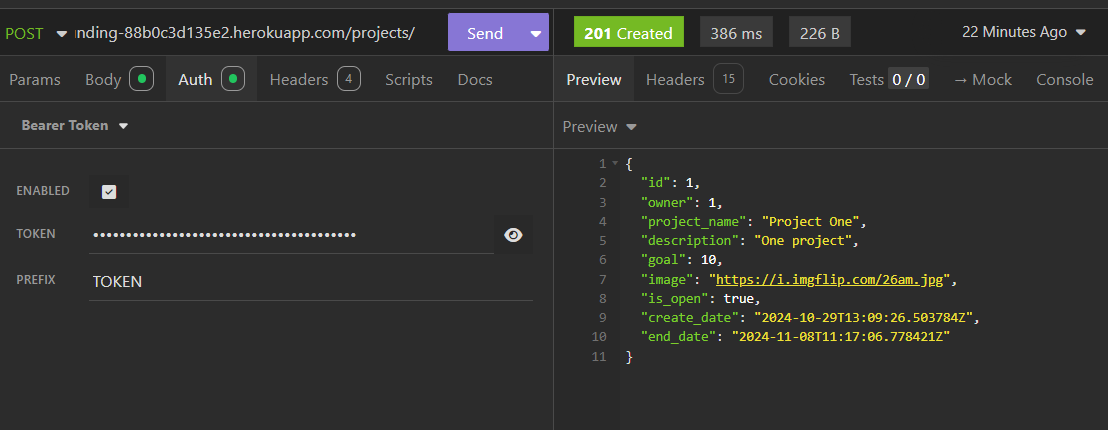 POST ınding-88b0c3d135e2.herokuapp.com/projects/ Send 201 Created 386 ms 226 B 22 Minutes Ago
Params Body Auth Headers 4 Scripts Docs Preview Headers 15 Cookies Tests 0 / 0 → Mock Console
Bearer Token Preview
ENABLED
TOKEN ••••••••••••••••••••••••••••••••••••••••
PREFIX TOKEN
1 {
2 "id": 1,
3 "owner": 1,
4 "project_name": "Project One",
5 "description": "One project",
6 "goal": 10,
7 "image": "https://i.imgflip.com/26am.jpg",
8 "is_open": true,
9 "create_date": "2024-10-29T13:09:26.503784Z",
10 "end_date": "2024-11-08T11:17:06.778421Z"
11 }